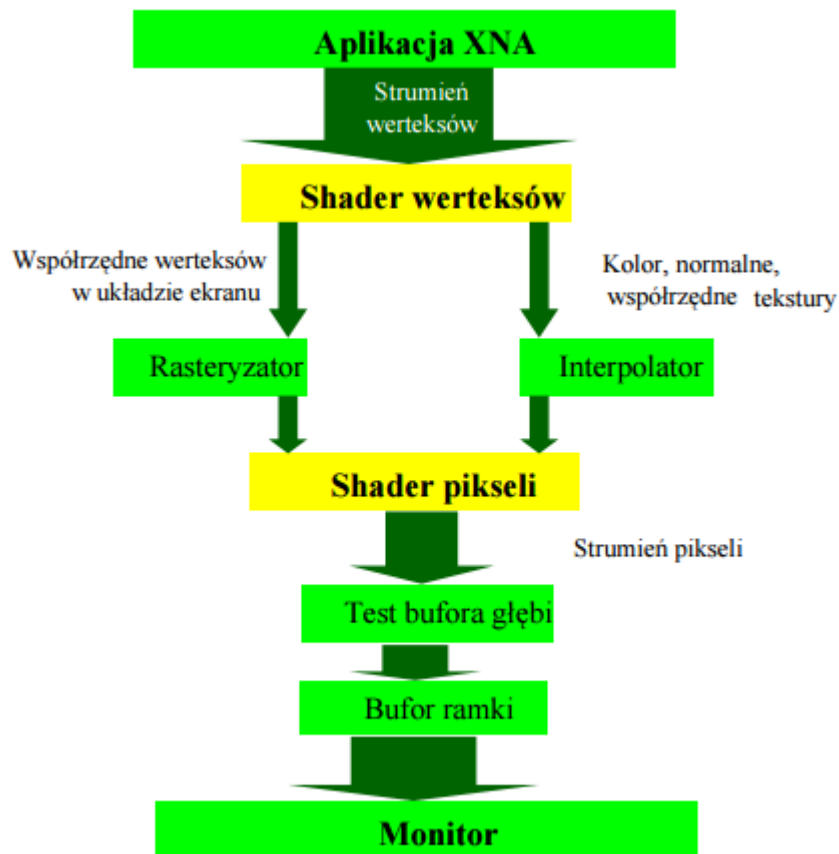 Aplikacja XNA
Strumień
werteksów
Shader werteksów
Współrzędne werteksów
w układzie ekranu
Kolor, normalne,
współrzędne tekstury
Rasteryzator
Interpolator
Shader pikseli
Strumień pikseli
Test bufora głębi
Bufor ramki
Monitor